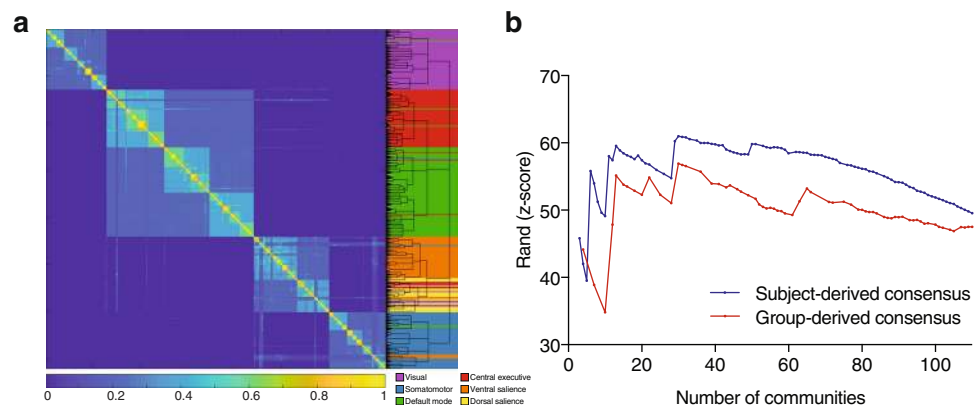 a
0 0.2 0.4 0.6 0.8 1
Visual
Somatomotor
Default mode
Central executive
Ventral salience
Dorsal salience
b
Rand (z-score)
70
60
50
40
30
0 20 40 60 80 100
Number of communities
Subject-derived consensus
Group-derived consensus